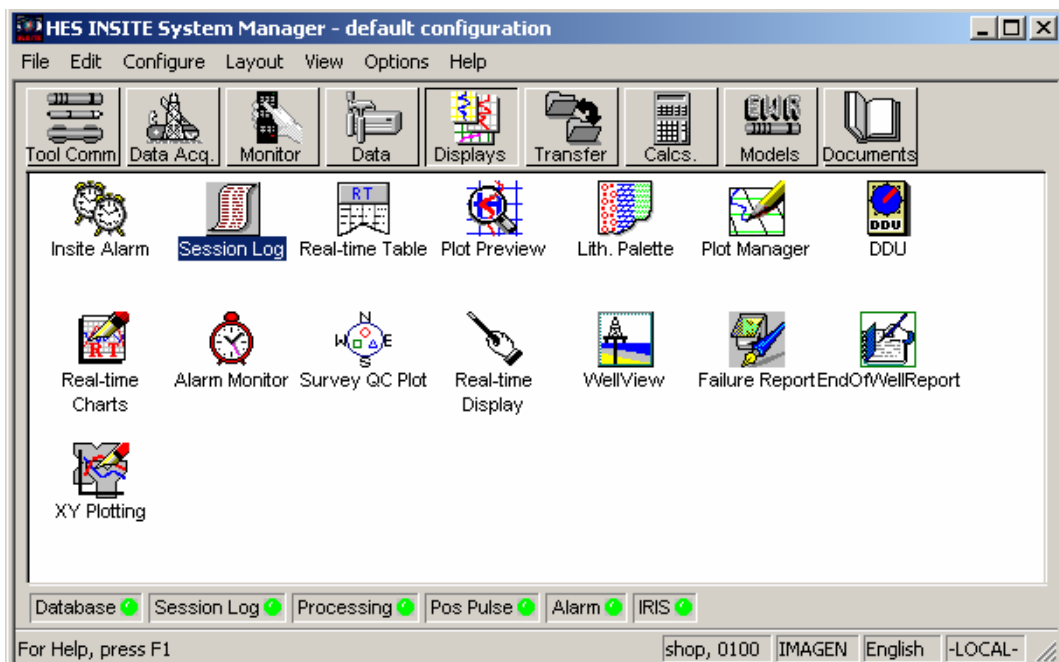 HES INSITE System Manager - default configuration
File Edit Configure Layout View Options Help
EWR
Tool Comm Data Acq. Monitor Data Displays Transfer Calcs. Models Documents
RT
DDU
Insite Alarm Session Log Real-time Table Plot Preview Lith. Palette Plot Manager DDU
N
W E
S
RT
Real-time Charts Alarm Monitor Survey QC Plot Real-time Display WellView Failure Report EndOfWellReport
XY Plotting
Database Session Log Processing Pos Pulse Alarm IRIS
For Help, press F1 shop, 0100 IMAGEN English -LOCAL-